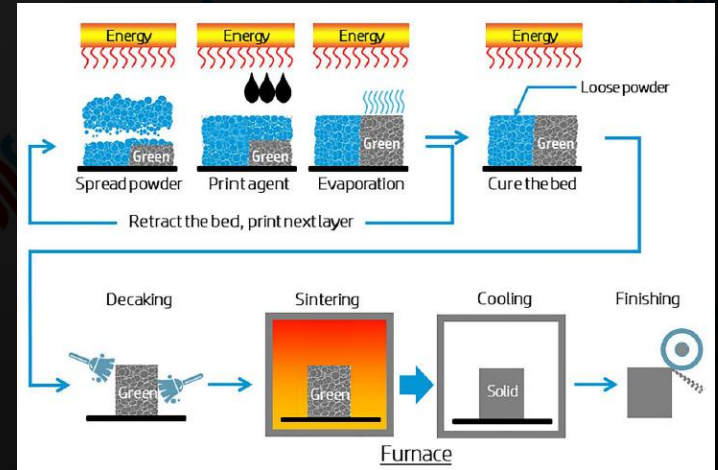 Energy
Energy
Energy
Energy
Loose powder
Green
Green
Green
Green
Spread powder
Print agent
Evaporation
Cure the bed
Retract the bed, print next layer
Decaking
Sintering
Cooling
Finishing
Green
Green
Solid
Furnace